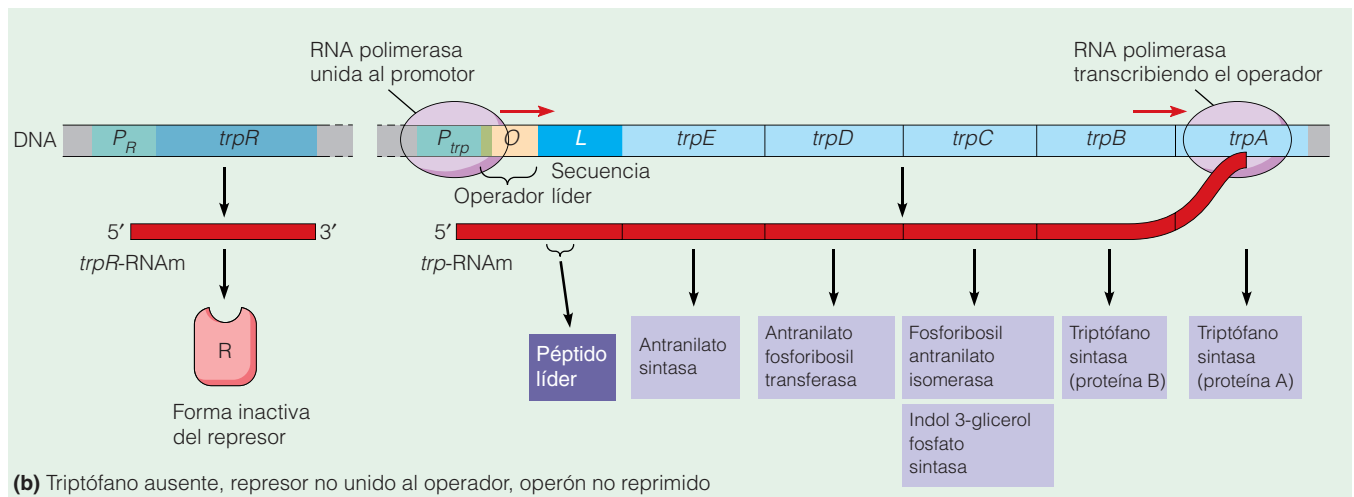 RNA polimerasa
unida al promotor
RNA polimerasa
transcribiendo el operador
DNA
P_R
trpR
P_trp
O
L
trpE
trpD
trpC
trpB
trpA
Operador
Secuencia
líder
5′
3′
trpR-RNAm
5′
trp-RNAm
R
Forma inactiva
del represor
Péptido
líder
Antranilato
sintasa
Antranilato
fosforibosil
transferasa
Fosforibosil
antranilato
isomerasa
Indol 3-glicerol
fosfato
sintasa
Triptófano
sintasa
(proteína B)
Triptófano
sintasa
(proteína A)
(b) Triptófano ausente, represor no unido al operador, operón no reprimido